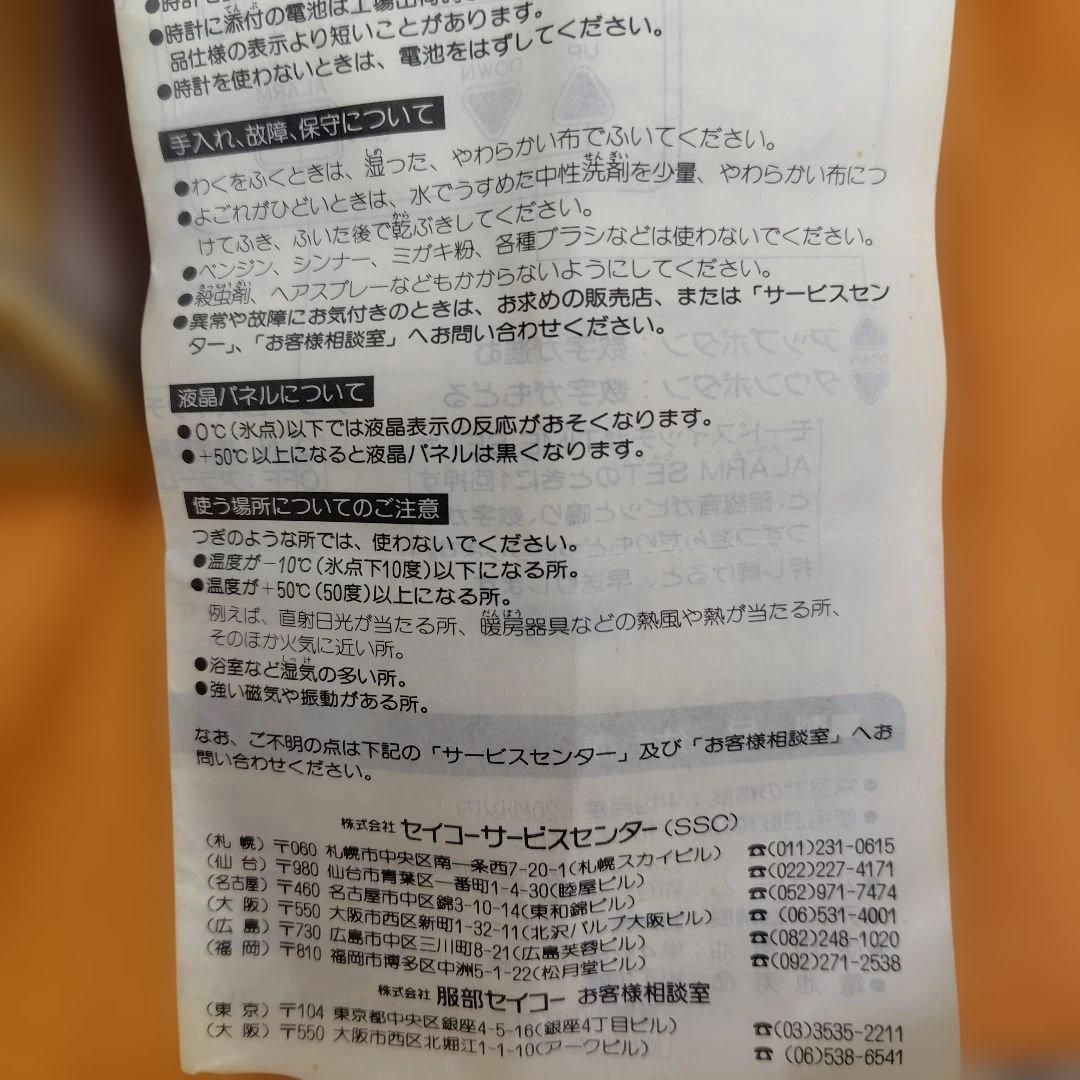 ●時計に添付の電池は工場出荷
品仕様の表示より短いことがあります。
●時計を使わないときは、電池をはずしてください。
手入れ、故障、保守について
●わくをふくときは、湿った、やわらかい布でふいてください。
●よごれがひどいときは、水でうすめた中性洗剤を少量、やわらかい布につ
けてふき、ふいた後で乾ぶきしてください。
●ベンジン、シンナー、ミガキ粉、各種ブラシなどは使わないでください。
●殺虫剤、ヘアスプレーなどもかからないようにしてください。
●異常や故障にお気付きのときは、お求めの販売店、または「サービスセン
ター」、「お客様相談室」へお問い合わせください。
液晶パネルについて
●0℃(氷点)以下では液晶表示の反応がおそくなります。
●+50℃以上になると液晶パネルは黒くなります。
使う場所についてのご注意
つぎのような所では、使わないでください。
●温度が-10℃(氷点下10度)以下になる所。
●温度が+50℃(50度)以上になる所。
例えば、直射日光が当たる所、暖房器具などの熱風や熱が当たる所、
そのほか火気に近い所。
●浴室など湿気の多い所。
●強い磁気や振動がある所。
なお、ご不明の点は下記の「サービスセンター」及び「お客様相談室」へお
問い合わせください。
株式会社 セイコーサービスセンター(SSC)
(札 幌)〒060 札幌市中央区南一条西7-20-1(札幌スカイビル) ☎(011)231-0615
(仙 台)〒980 仙台市青葉区一番町1-4-30(睦屋ビル) ☎(022)227-4171
(名古屋)〒460 名古屋市中区錦3-10-14(東和錦ビル) ☎(052)971-7474
(大 阪)〒550 大阪市西区新町1-32-11(北沢バルブ大阪ビル) ☎(06)531-4001
(広 島)〒730 広島市中区三川町8-21(広島芙蓉ビル) ☎(082)248-1020
(福 岡)〒810 福岡市博多区中洲5-1-22(松月堂ビル) ☎(092)271-2538
株式会社 服部セイコー お客様相談室
(東 京)〒104 東京都中央区銀座4-5-16(銀座4丁目ビル) ☎(03)3535-2211
(大 阪)〒550 大阪市西区北堀江1-1-10(アークビル) ☎(06)538-6541